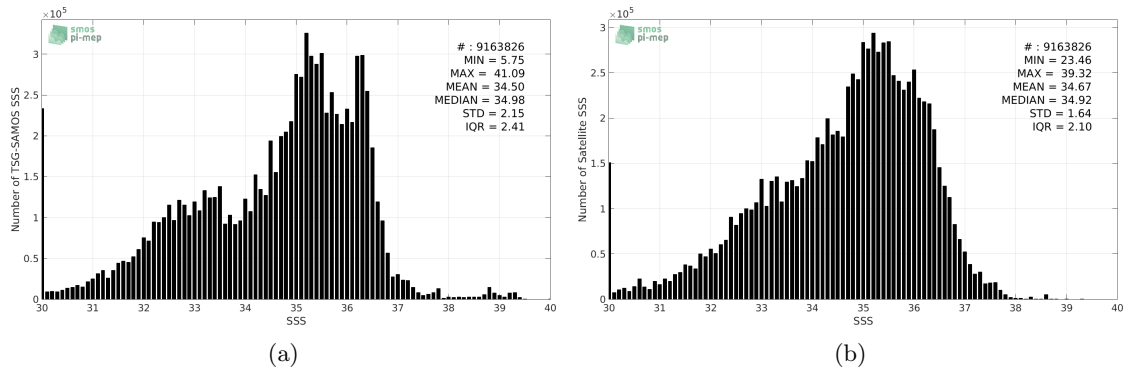 ×10^5
smos
pi-mep
# : 9163826
MIN = 5.75
MAX = 41.09
MEAN = 34.50
MEDIAN = 34.98
STD = 2.15
IQR = 2.41
Number of TSG-SAMOS SSS
3
2.5
2
1.5
1
0.5
0
30 31 32 33 34 35 36 37 38 39 40
SSS
(a)
×10^5
smos
pi-mep
# : 9163826
MIN = 23.46
MAX = 39.32
MEAN = 34.67
MEDIAN = 34.92
STD = 1.64
IQR = 2.10
Number of Satellite SSS
3
2.5
2
1.5
1
0.5
0
30 31 32 33 34 35 36 37 38 39 40
SSS
(b)